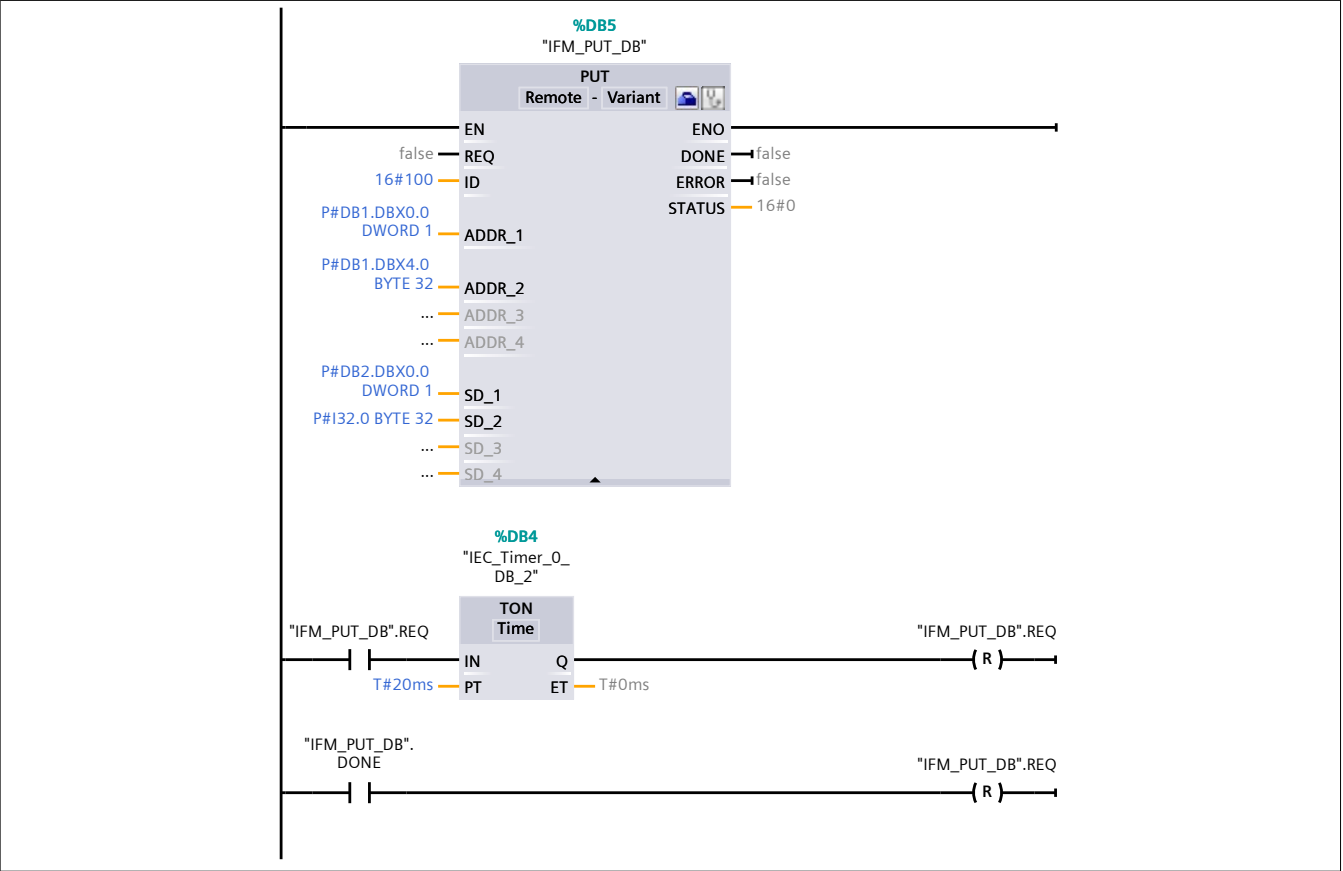 %DB5
"IFM_PUT_DB"
PUT
Remote - Variant
EN ENO
false REQ DONE false
16#100 ID ERROR false
STATUS 16#0
P#DB1.DBX0.0
DWORD 1 ADDR_1
P#DB1.DBX4.0
BYTE 32 ADDR_2
... ADDR_3
... ADDR_4
P#DB2.DBX0.0
DWORD 1 SD_1
P#I32.0 BYTE 32 SD_2
... SD_3
... SD_4
%DB4
"IEC_Timer_0_
DB_2"
TON
Time
"IFM_PUT_DB".REQ "IFM_PUT_DB".REQ
IN Q R
T#20ms PT ET T#0ms
"IFM_PUT_DB".
DONE "IFM_PUT_DB".REQ
R